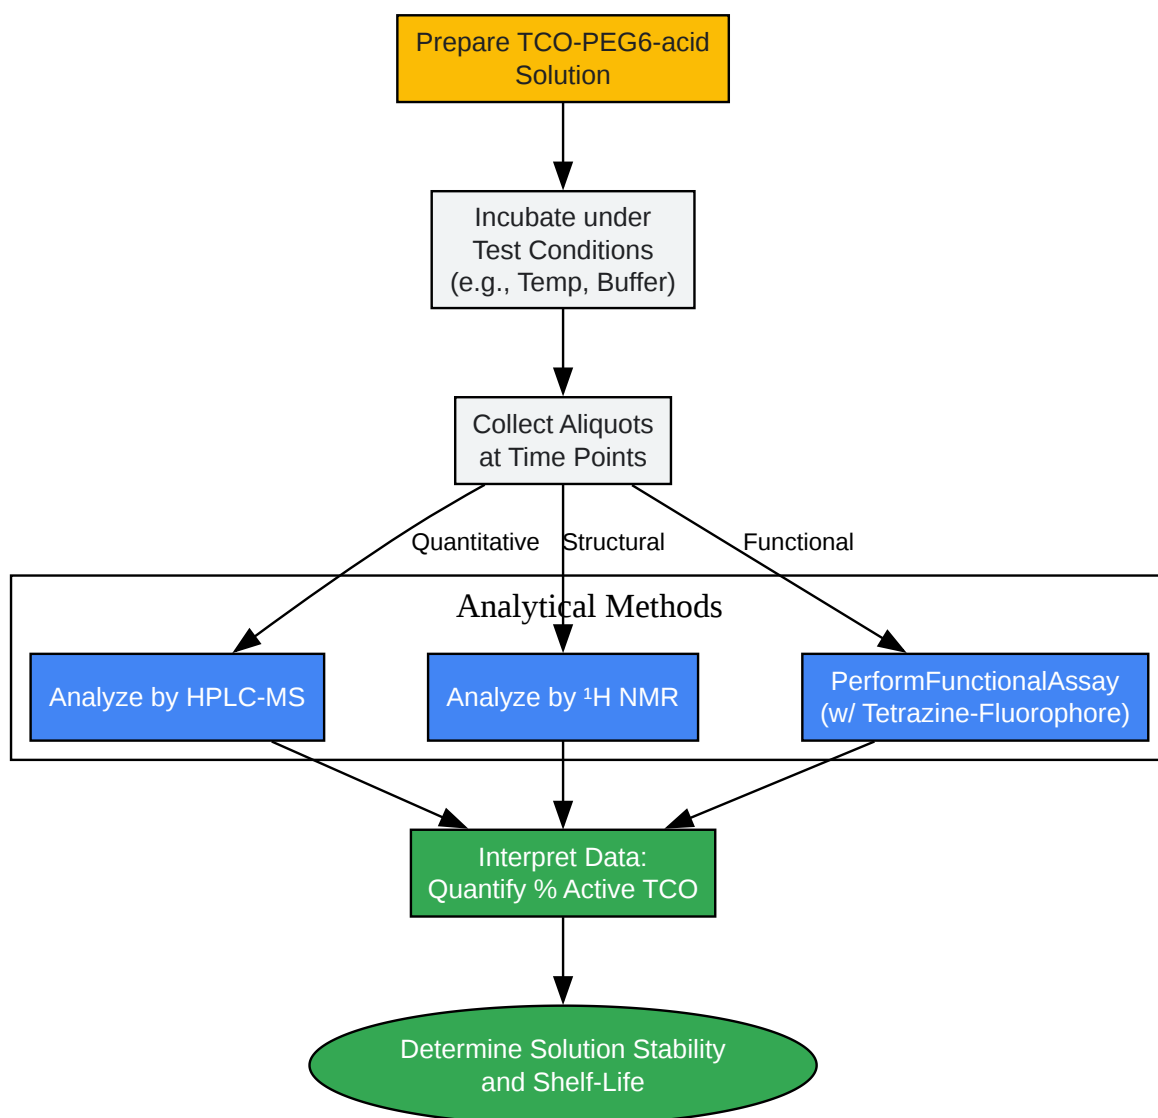 Prepare TCO-PEG6-acid
Solution
Incubate under
Test Conditions
(e.g., Temp, Buffer)
Collect Aliquots
at Time Points
Quantitative
Structural
Functional
Analytical Methods
Analyze by HPLC-MS
Analyze by ¹H NMR
PerformFunctionalAssay
(w/ Tetrazine-Fluorophore)
Interpret Data:
Quantify % Active TCO
Determine Solution Stability
and Shelf-Life